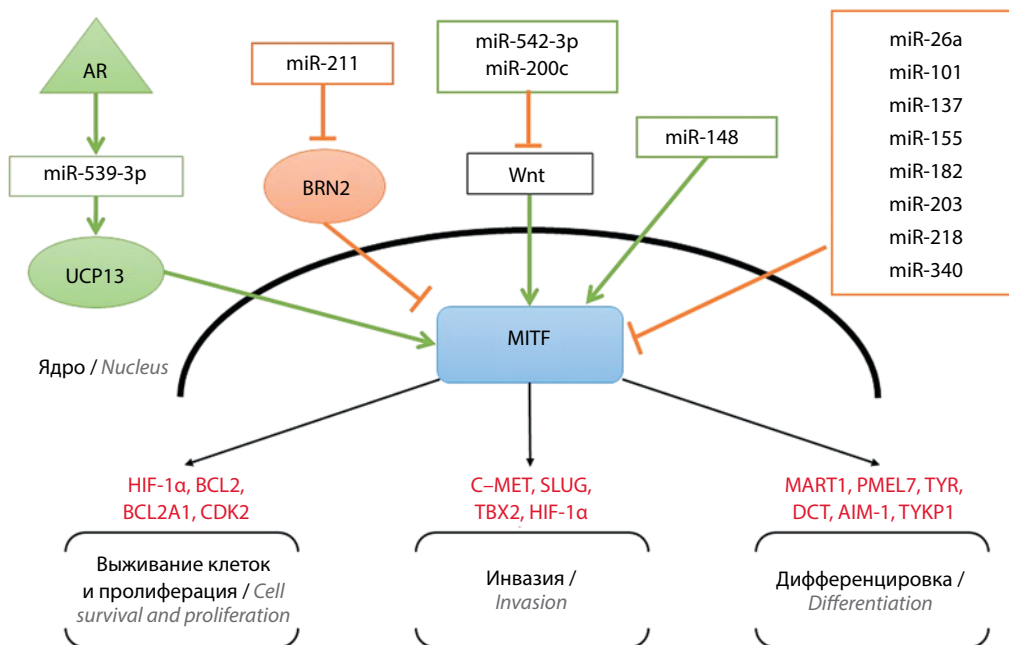 AR
miR-539-3p
UCP13
miR-211
BRN2
miR-542-3p
miR-200c
Wnt
miR-148
miR-26a
miR-101
miR-137
miR-155
miR-182
miR-203
miR-218
miR-340
MITF
Ядро / Nucleus
HIF-1α, BCL2,
BCL2A1, CDK2
Выживание клеток
и пролиферация / Cell
survival and proliferation
C–MET, SLUG,
TBX2, HIF-1α
Инвазия /
Invasion
MART1, PMEL7, TYR,
DCT, AIM-1, TYKP1
Дифференцировка /
Differentiation